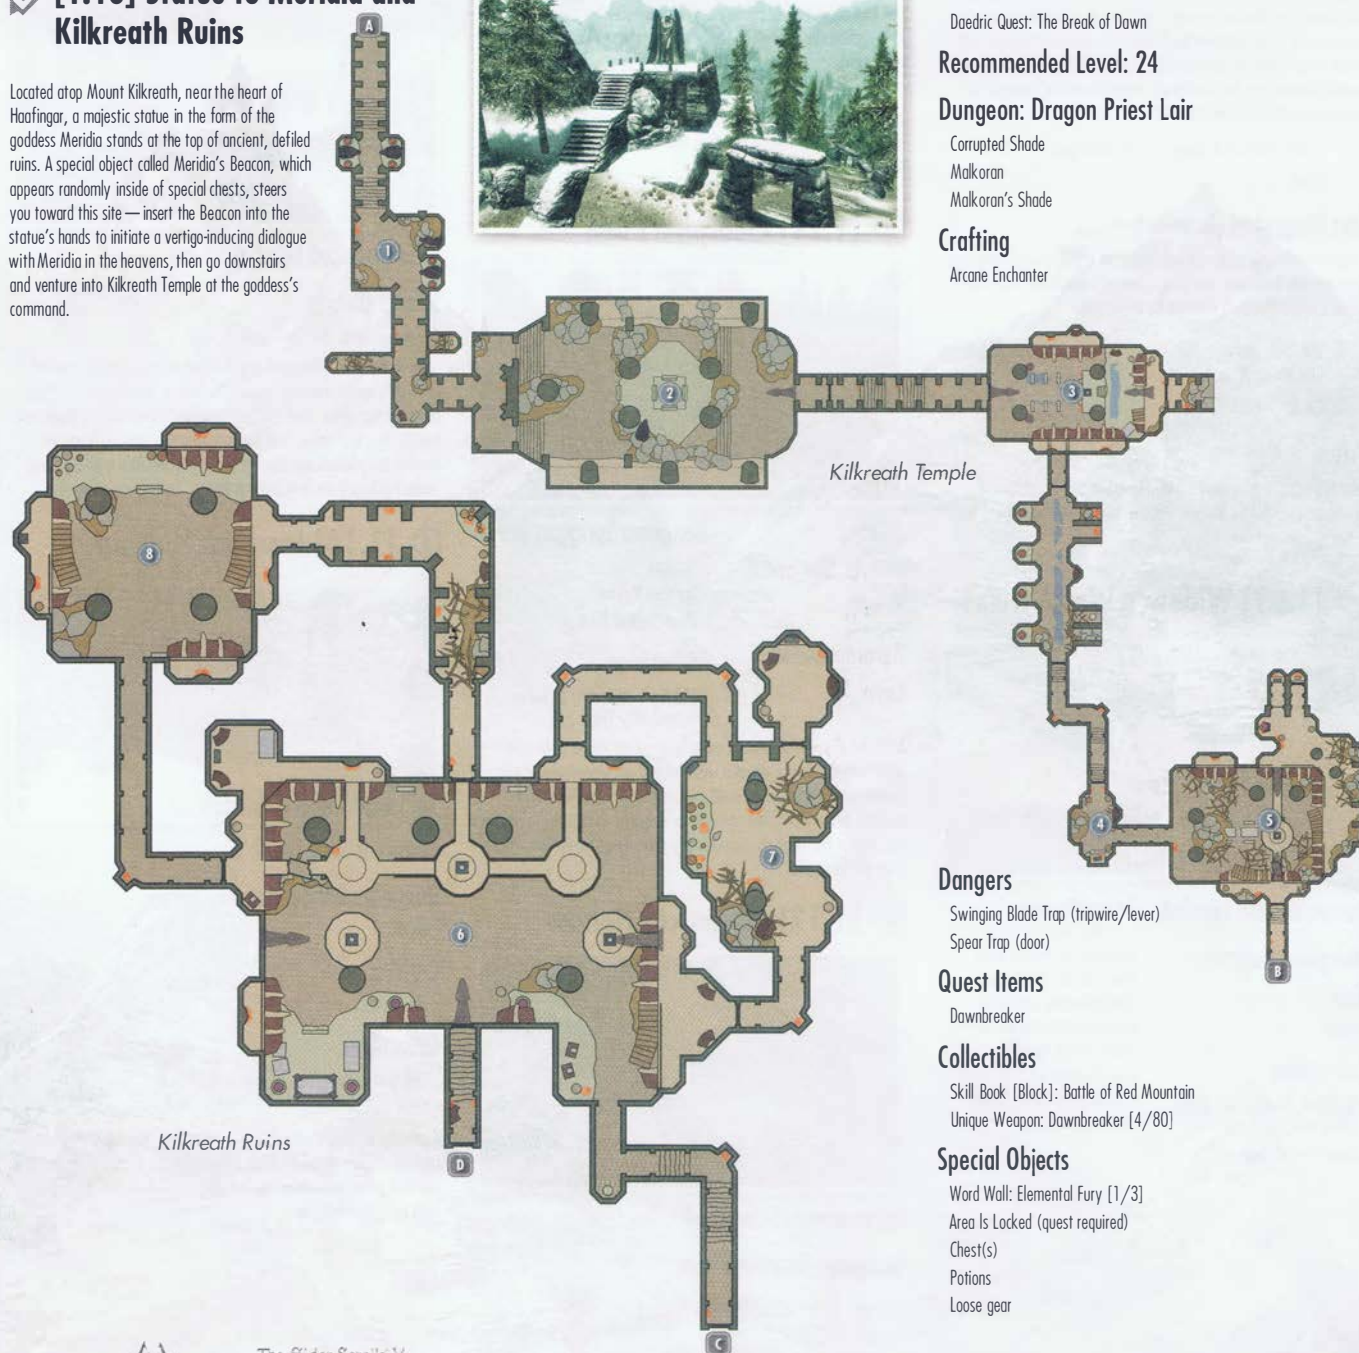 Statue to Meridia and
Kilkreath Ruins
Located atop Mount Kilkreath, near the heart of
Haafingar, a majestic statue in the form of the
goddess Meridia stands at the top of ancient, defiled
ruins. A special object called Meridia's Beacon, which
appears randomly inside of special chests, steers
you toward this site — insert the Beacon into the
statue's hands to initiate a vertigo-inducing dialogue
with Meridia in the heavens, then go downstairs
and venture into Kilkreath Temple at the goddess's
command.
Daedric Quest: The Break of Dawn
Recommended Level: 24
Dungeon: Dragon Priest Lair
Corrupted Shade
Malkoran
Malkoran's Shade
Crafting
Arcane Enchanter
A
1
2
3
Kilkreath Temple
8
4
5
7
6
B
Dangers
Swinging Blade Trap (tripwire/lever)
Spear Trap (door)
Quest Items
Dawnbreaker
Collectibles
Skill Book [Block]: Battle of Red Mountain
Unique Weapon: Dawnbreaker [4/80]
Special Objects
Word Wall: Elemental Fury [1/3]
Area Is Locked (quest required)
Chest(s)
Potions
Loose gear
Kilkreath Ruins
D
C